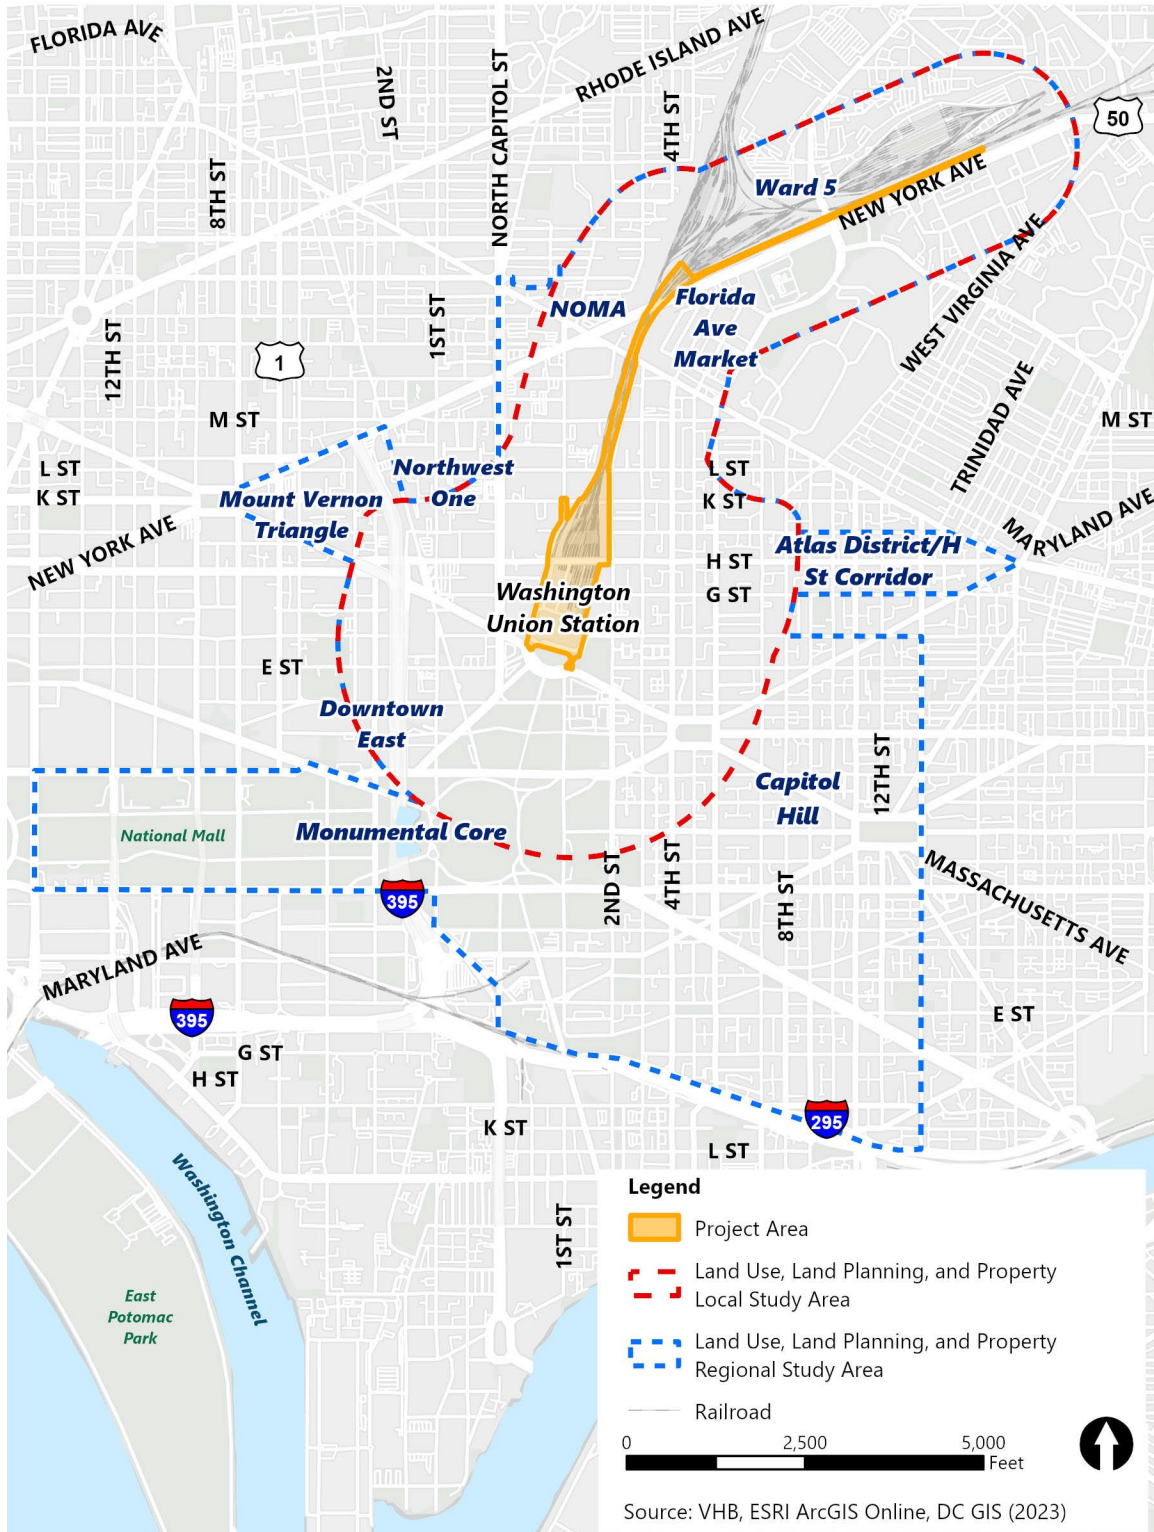 FLORIDA AVE
2ND ST
NORTH CAPITOL ST
RHODE ISLAND AVE
4TH ST
50
8TH ST
Ward 5
NEW YORK AVE
WEST VIRGINIA AVE
NOMA
Florida
Ave
Market
1ST ST
12TH ST
1
TRINIDAD AVE
M ST
M ST
L ST
K ST
Northwest
One
L ST
K ST
Mount Vernon
Triangle
NEW YORK AVE
MARYLAND AVE
Atlas District/H
St Corridor
H ST
G ST
Washington
Union Station
E ST
Downtown
East
12TH ST
Capitol
Hill
National Mall
Monumental Core
2ND ST
4TH ST
8TH ST
MASSACHUSETTS AVE
395
MARYLAND AVE
395
E ST
G ST
H ST
K ST
295
L ST
Washington Channel
1ST ST
East
Potomac
Park
Legend
Project Area
Land Use, Land Planning, and Property
Local Study Area
Land Use, Land Planning, and Property
Regional Study Area
Railroad
0 2,500 5,000
Feet
Source: VHB, ESRI ArcGIS Online, DC GIS (2023)